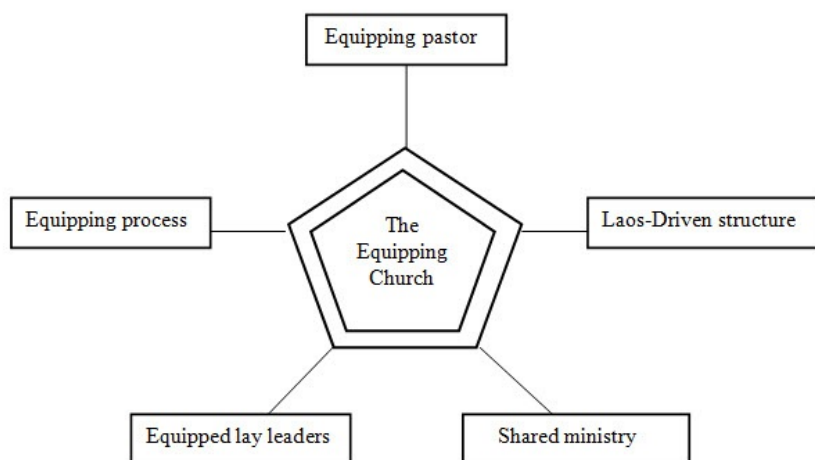 Equipping pastor
Equipping process
The
Equipping
Church
Laos-Driven structure
Equipped lay leaders
Shared ministry